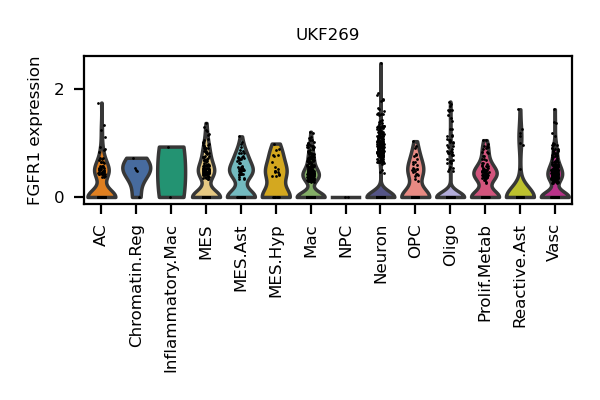 UKF269
FGFR1 expression
2
0
AC
Chromatin.Reg
Inflammatory.Mac
MES
MES.Ast
MES.Hyp
Mac
NPC
Neuron
OPC
Oligo
Prolif.Metab
Reactive.Ast
Vasc